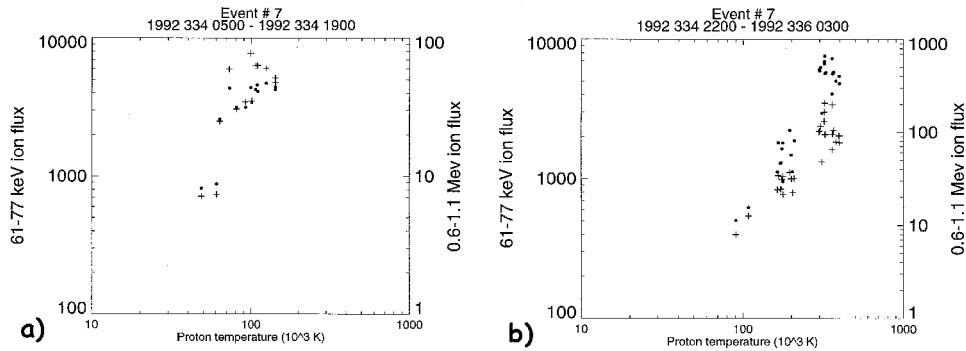 Event # 7
1992 334 0500 - 1992 334 1900
10000
1000
100
61-77 keV ion flux
100
10
1
0.6-1.1 Mev ion flux
10
100
1000
Proton temperature (10^3 K)
a)
Event # 7
1992 334 2200 - 1992 336 0300
10000
1000
100
61-77 keV ion flux
1000
100
10
1
0.6-1.1 Mev ion flux
10
100
1000
Proton temperature (10^3 K)
b)